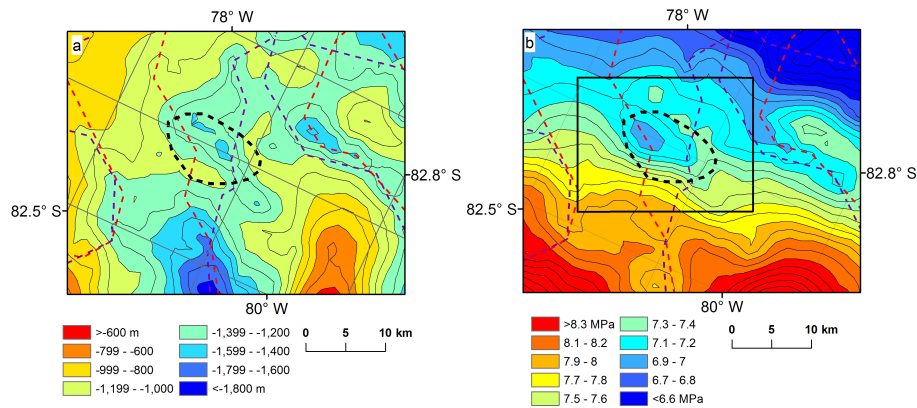 78° W
78° W
a
b
82.8° S
82.8° S
82.5° S
82.5° S
80° W
80° W
>-600 m
-799 - -600
-999 - -800
-1,199 - -1,000
-1,399 - -1,200
-1,599 - -1,400
-1,799 - -1,600
<-1,800 m
0 5 10 km
>8.3 MPa
8.1 - 8.2
7.9 - 8
7.7 - 7.8
7.5 - 7.6
7.3 - 7.4
7.1 - 7.2
6.9 - 7
6.7 - 6.8
<6.6 MPa
0 5 10 km